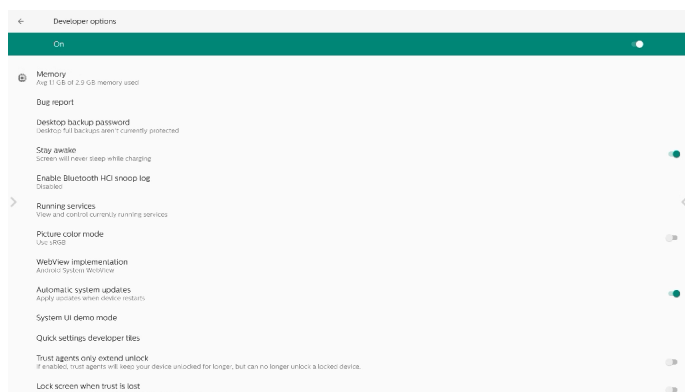 Developer options
On
Memory
Avg 1.1 GB of 2.9 GB memory used
Bug report
Desktop backup password
Desktop full backups aren't currently protected
Stay awake
Screen will never sleep while charging
Enable Bluetooth HCI snoop log
Disabled
Running services
View and control currently running services
Picture color mode
Use sRGB
WebView implementation
Android System WebView
Automatic system updates
Apply updates when device restarts
System UI demo mode
Quick settings developer tiles
Trust agents only extend unlock
If enabled, trust agents will keep your device unlocked for longer, but can no longer unlock a locked device.
Lock screen when trust is lost